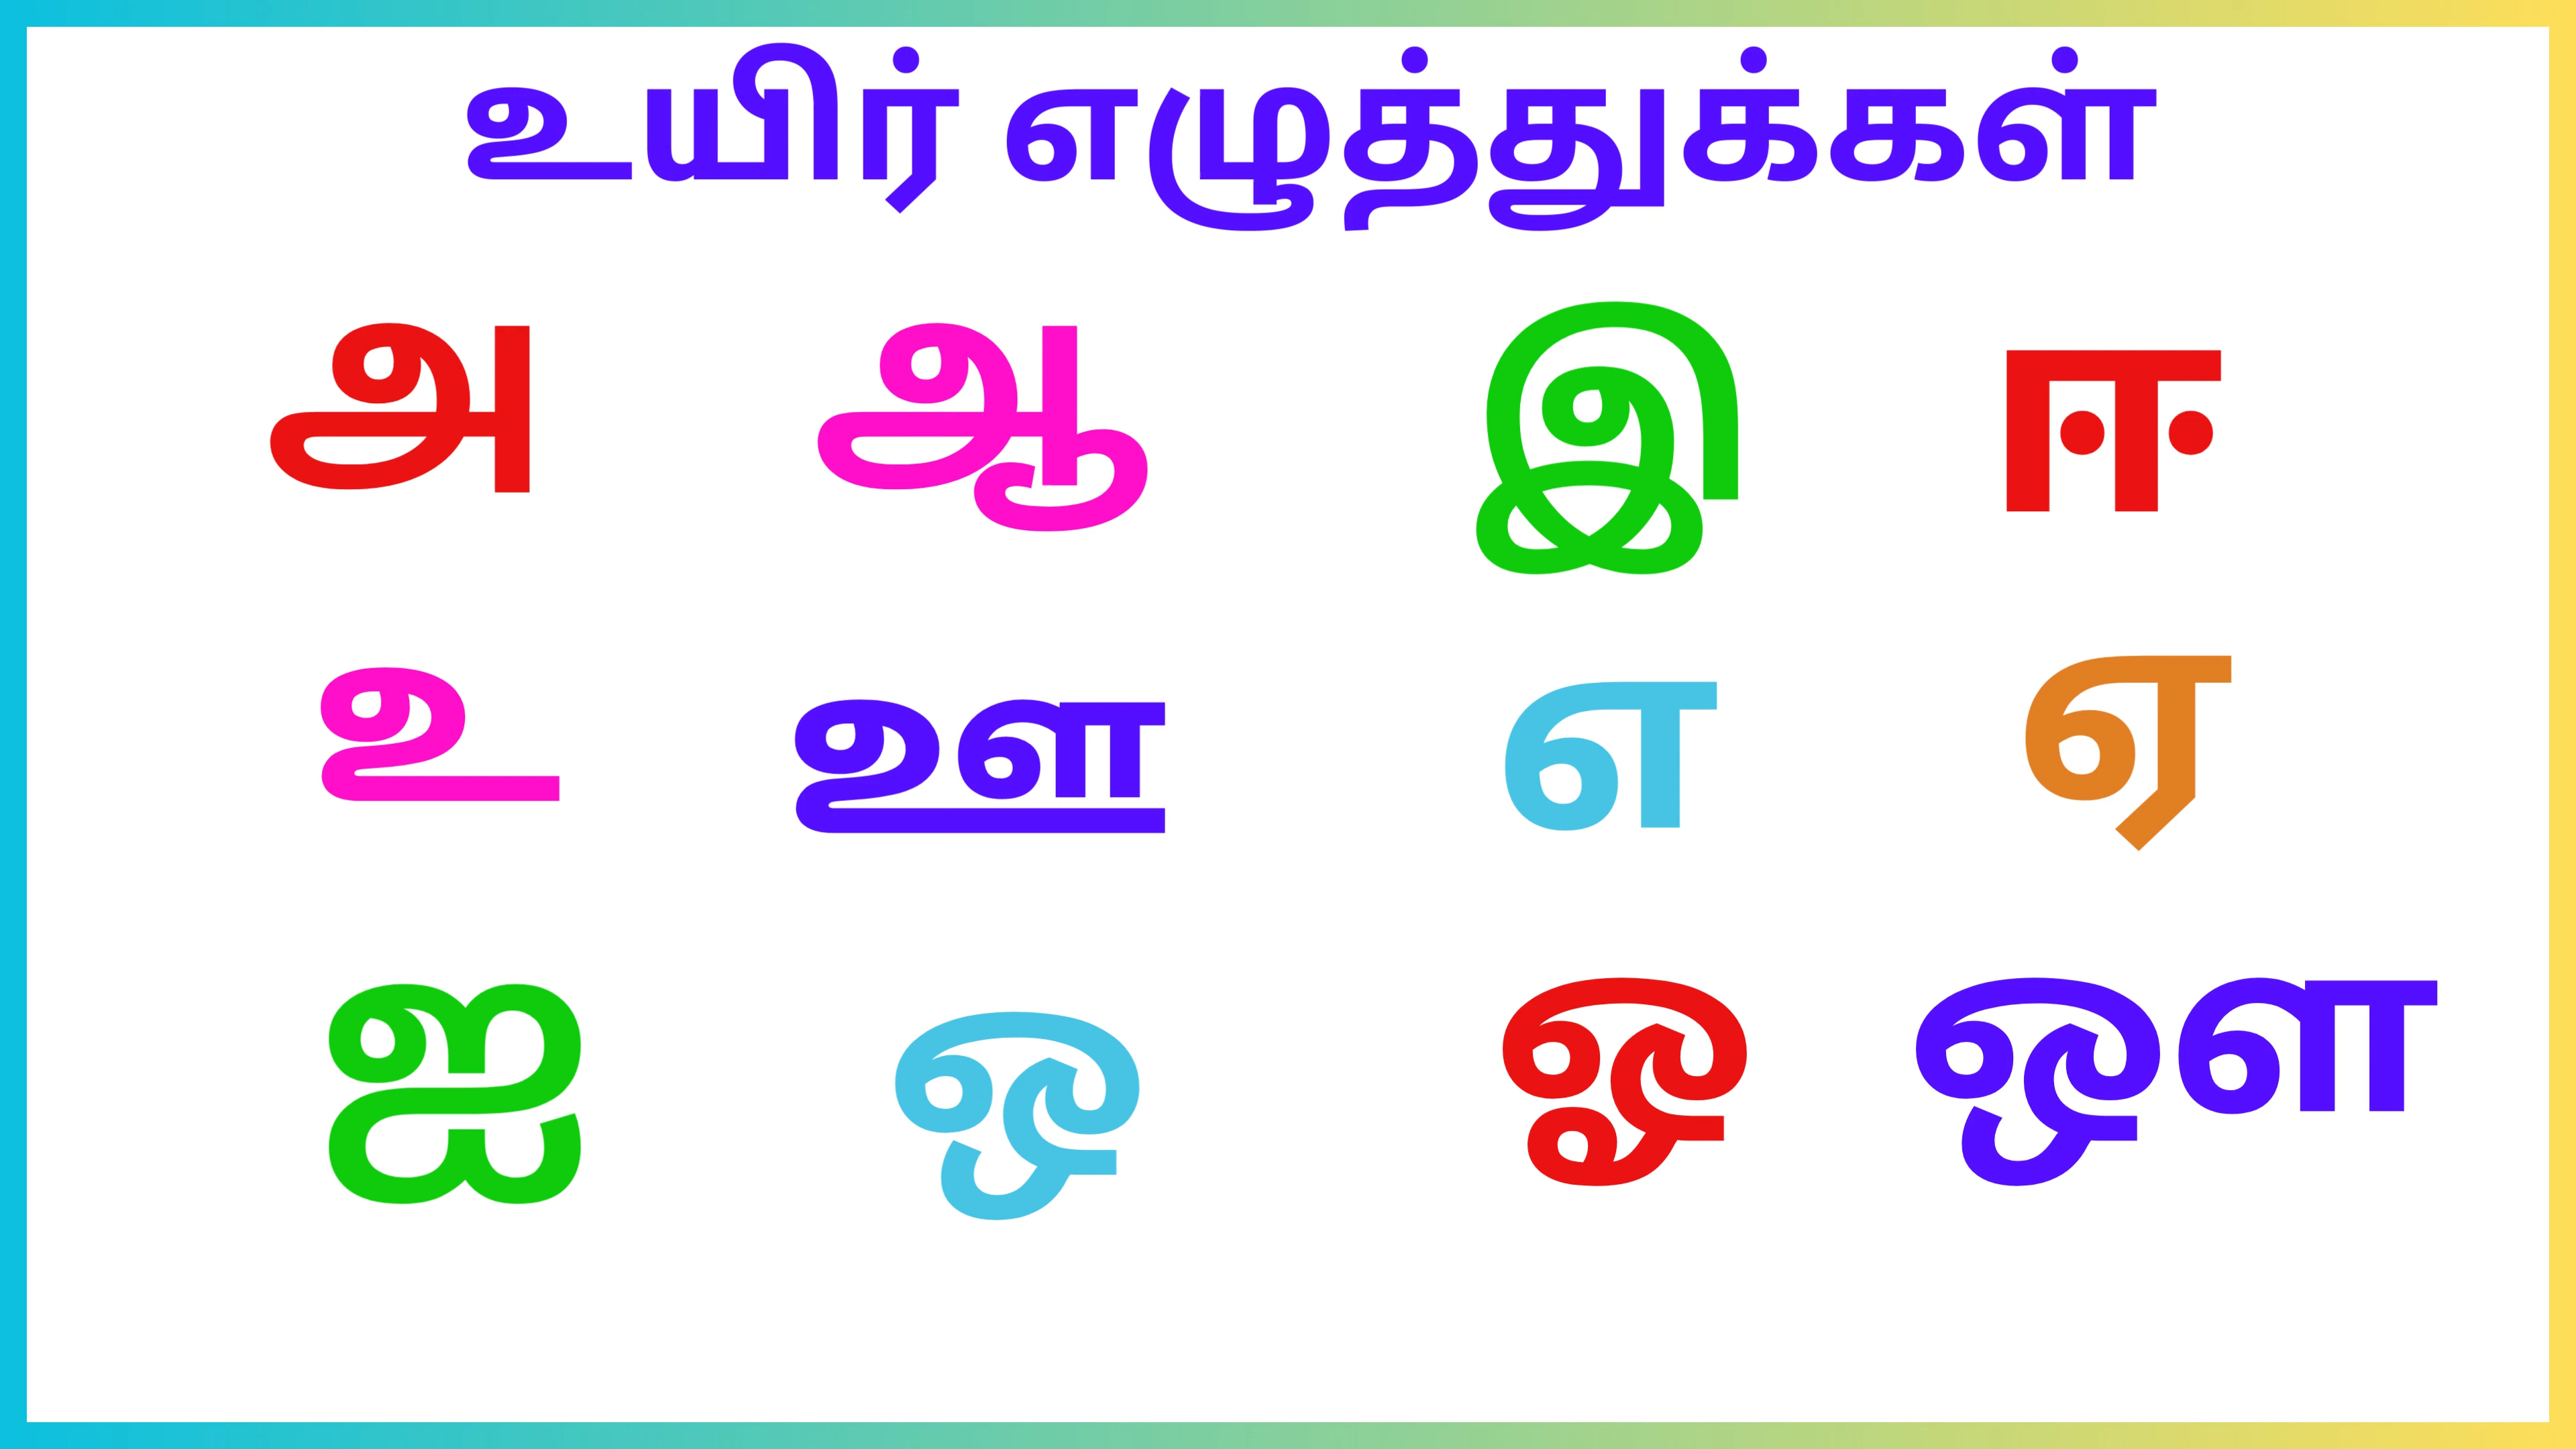 உயிர் எழுத்துக்கள்
அ ஆ இ ஈ
உ ஊ எ ஏ
ஐ ஒ ஓ ஔ